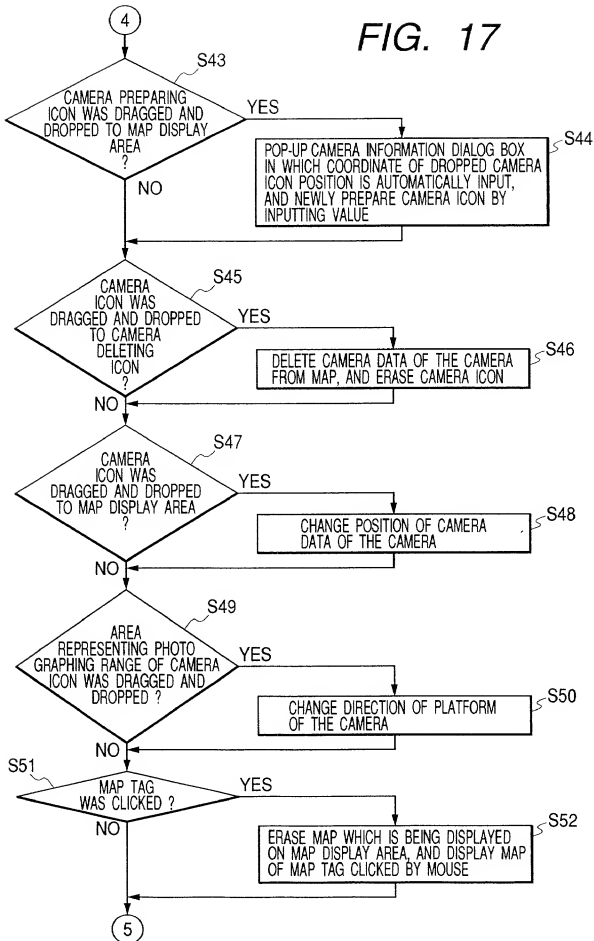 4
FIG. 17
S43
CAMERA PREPARING
ICON WAS DRAGGED AND
DROPPED TO MAP DISPLAY
AREA
?
YES
S44
POP-UP CAMERA INFORMATION DIALOG BOX
IN WHICH COORDINATE OF DROPPED CAMERA
ICON POSITION IS AUTOMATICALLY INPUT,
AND NEWLY PREPARE CAMERA ICON BY
INPUTTING VALUE
NO
S45
CAMERA
ICON WAS
DRAGGED AND DROPPED
TO CAMERA
DELETING
ICON
?
YES
S46
DELETE CAMERA DATA OF THE CAMERA
FROM MAP, AND ERASE CAMERA ICON
NO
S47
CAMERA
ICON WAS
DRAGGED AND DROPPED
TO MAP DISPLAY AREA
?
YES
S48
CHANGE POSITION OF CAMERA
DATA OF THE CAMERA
NO
S49
AREA
REPRESENTING PHOTO
GRAPHING RANGE OF CAMERA
ICON WAS DRAGGED AND
DROPPED ?
YES
S50
CHANGE DIRECTION OF PLATFORM
OF THE CAMERA
NO
S51
MAP TAG
WAS CLICKED ?
YES
S52
ERASE MAP WHICH IS BEING DISPLAYED
ON MAP DISPLAY AREA, AND DISPLAY MAP
OF MAP TAG CLICKED BY MOUSE
NO
5